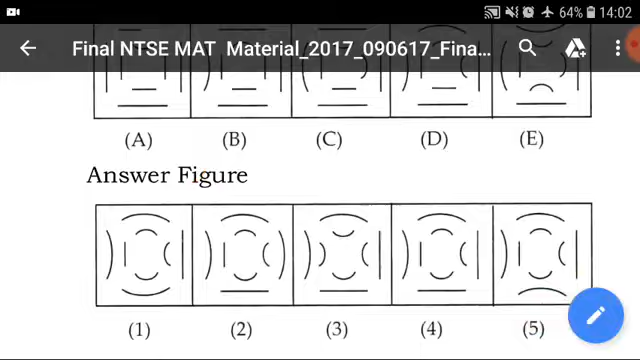 64% 14:02
Final NTSE MAT Material_2017_090617_Fina...
(A) (B) (C) (D) (E)
Answer Figure
(1) (2) (3) (4) (5)